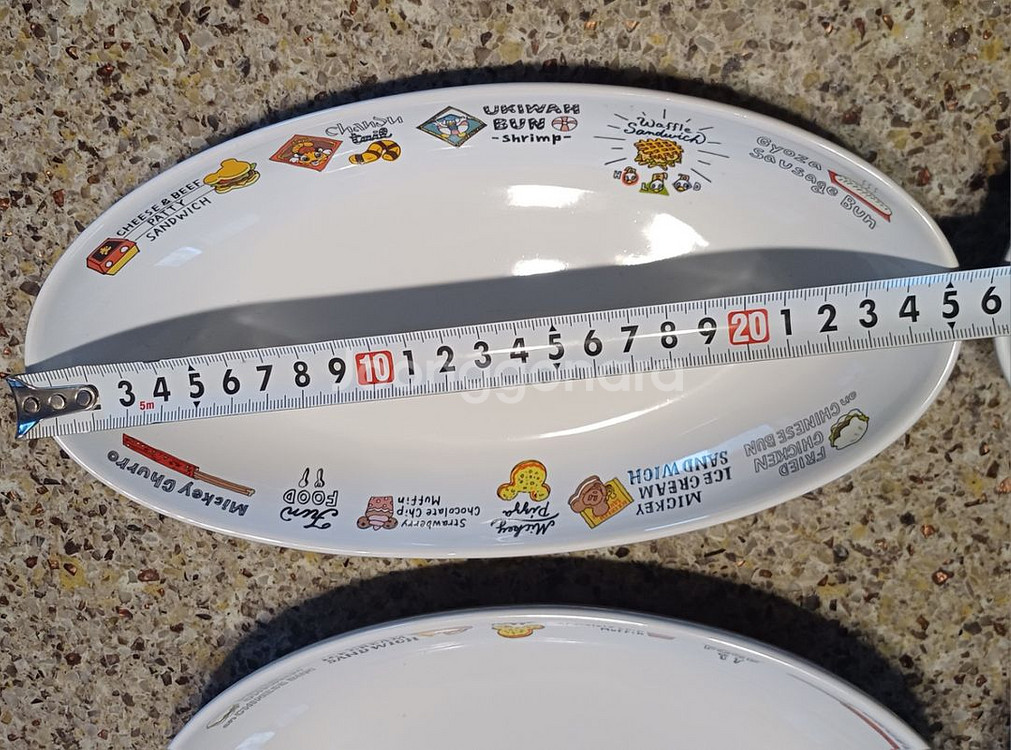 CHEESE & BEEF
PATTY
SANDWICH
UKIWAH
BUN
-shrimp-
Waffle
Sandwich
Gyoza
Sausage Bun
3 4 5 6 7 8 9 10 1 2 3 4 5 6 7 8 9 20 1 2 3 4 5 6
5m
Mickey Churro
Fun
FOOD
Strawberry
Chocolate Chip
Muffin
Mickey
Pizza
MICKEY
ICE CREAM
SANDWICH
FRIED
CHICKEN
on CHINESE BUN